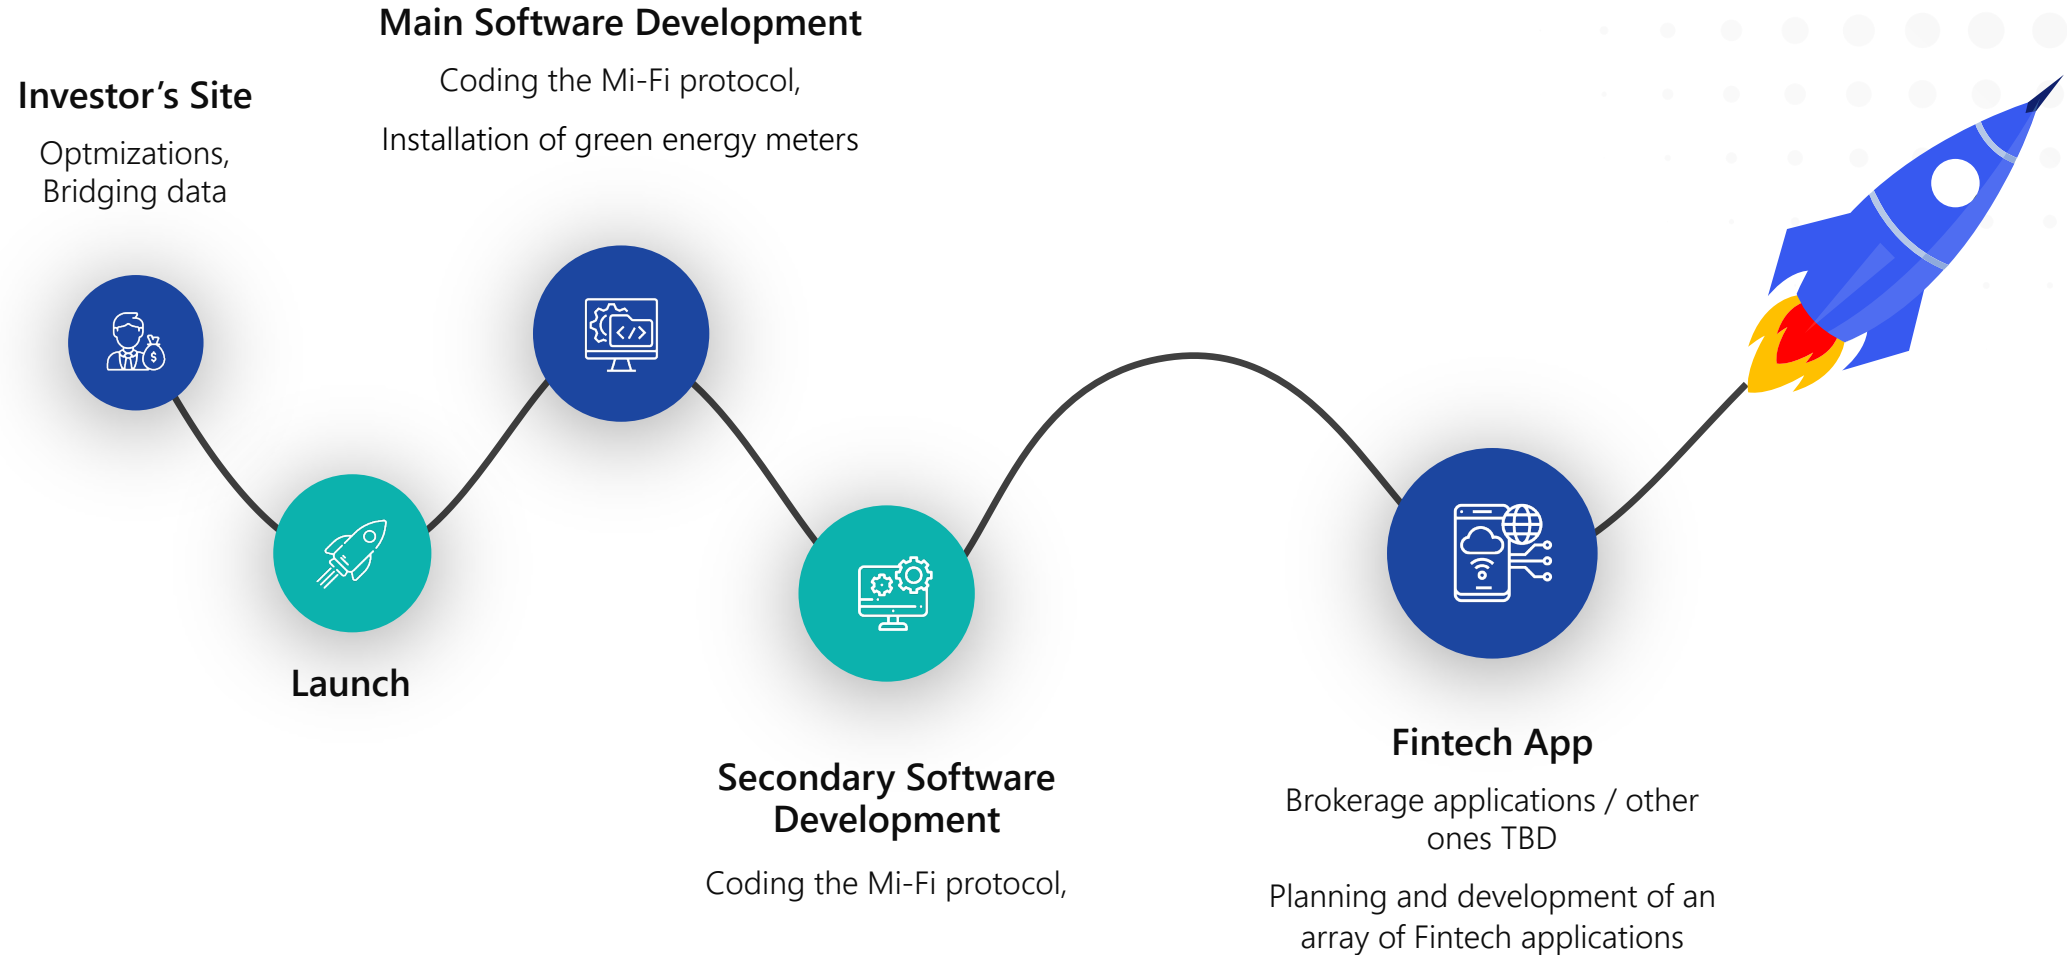 Investor’s Site
Optmizations,
Bridging data
Launch
Main Software Development
Coding the Mi-Fi protocol,
Installation of green energy meters
Secondary Software
Development
Coding the Mi-Fi protocol,
Fintech App
Brokerage applications / other
ones TBD
Planning and development of an
array of Fintech applications